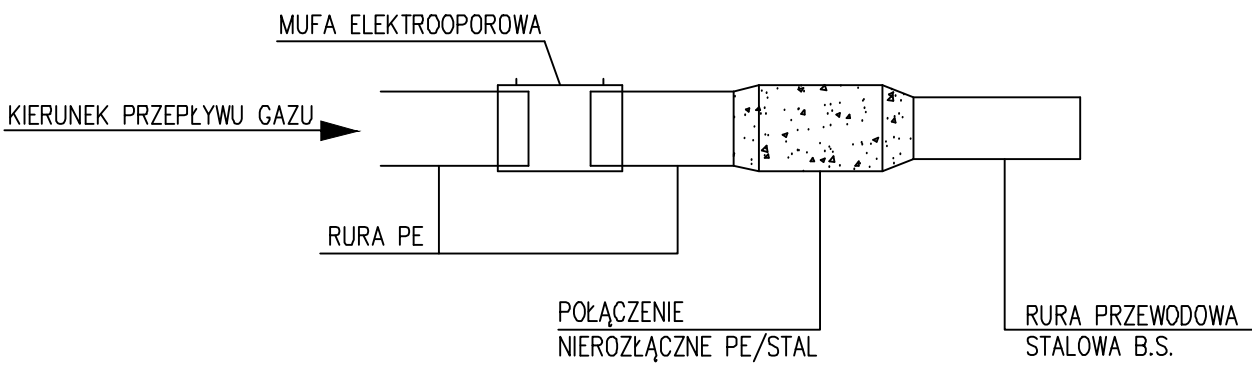 MUFA ELEKTROOPOROWA
KIERUNEK PRZEPŁYWU GAZU
RURA PE
POŁĄCZENIE
NIEROZŁĄCZNE PE/STAL
RURA PRZEWODOWA
STALOWA B.S.